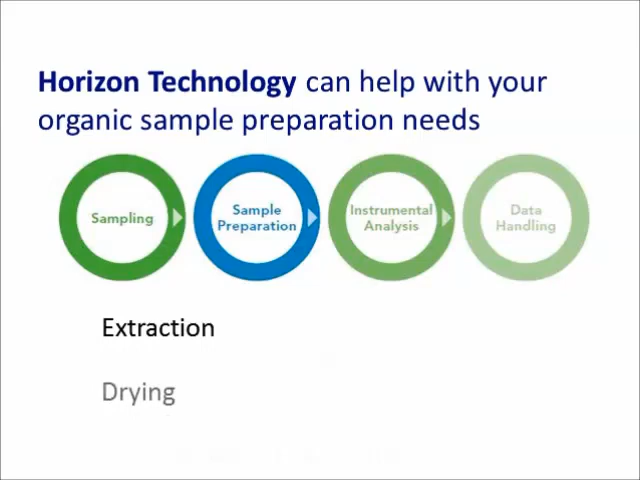 Horizon Technology can help with your
organic sample preparation needs
Sampling
Sample
Preparation
Instrumental
Analysis
Data
Handling
Extraction
Drying